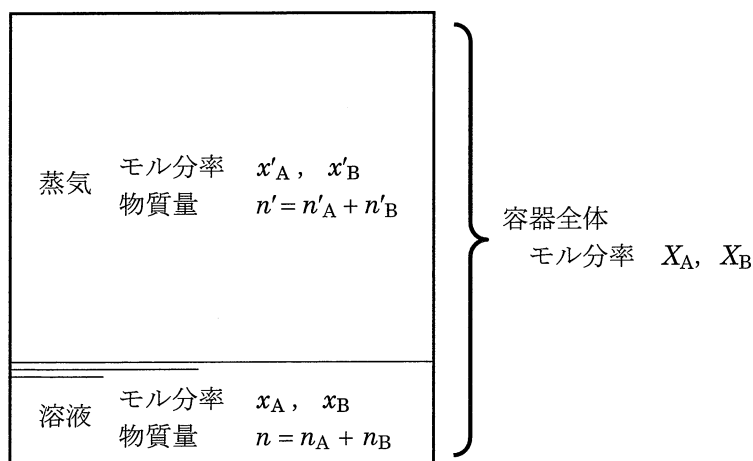 蒸気 モル分率 x′A , x′B
物質量 n′ = n′A + n′B
容器全体
モル分率 XA, XB
溶液 モル分率 xA , xB
物質量 n = nA + nB